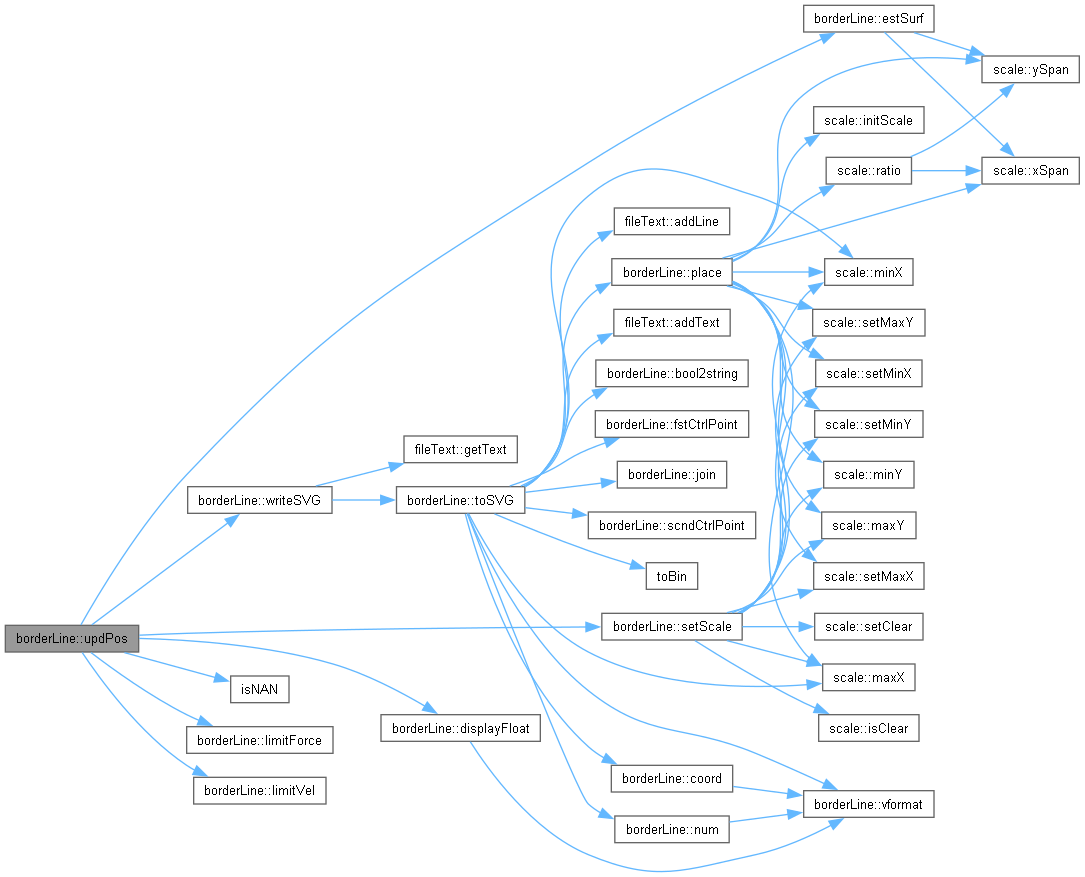 borderLine::estSurf
scale::ySpan
scale::initScale
scale::ratio
scale::xSpan
fileText::addLine
borderLine::place
scale::minX
fileText::addText
scale::setMaxY
borderLine::bool2string
scale::setMinX
borderLine::fstCtrlPoint
scale::setMinY
fileText::getText
borderLine::join
scale::minY
borderLine::writeSVG
borderLine::toSVG
borderLine::scndCtrlPoint
scale::maxY
toBin
scale::setMaxX
borderLine::updPos
borderLine::setScale
scale::setClear
isNAN
scale::maxX
borderLine::limitForce
borderLine::displayFloat
scale::isClear
borderLine::limitVel
borderLine::coord
borderLine::vformat
borderLine::num